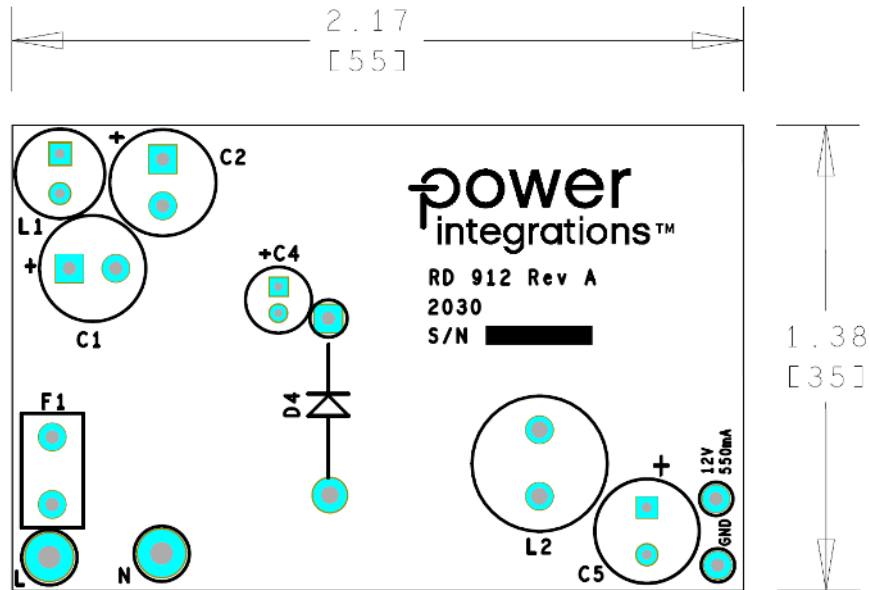 2.17
[55]
+
C2
L1
+
C1
+C4
power
integrations™
RD 912 Rev A
2030
S/N
1.38
[35]
F1
D4
12V
550mA
+
GND
L2
C5
L
N